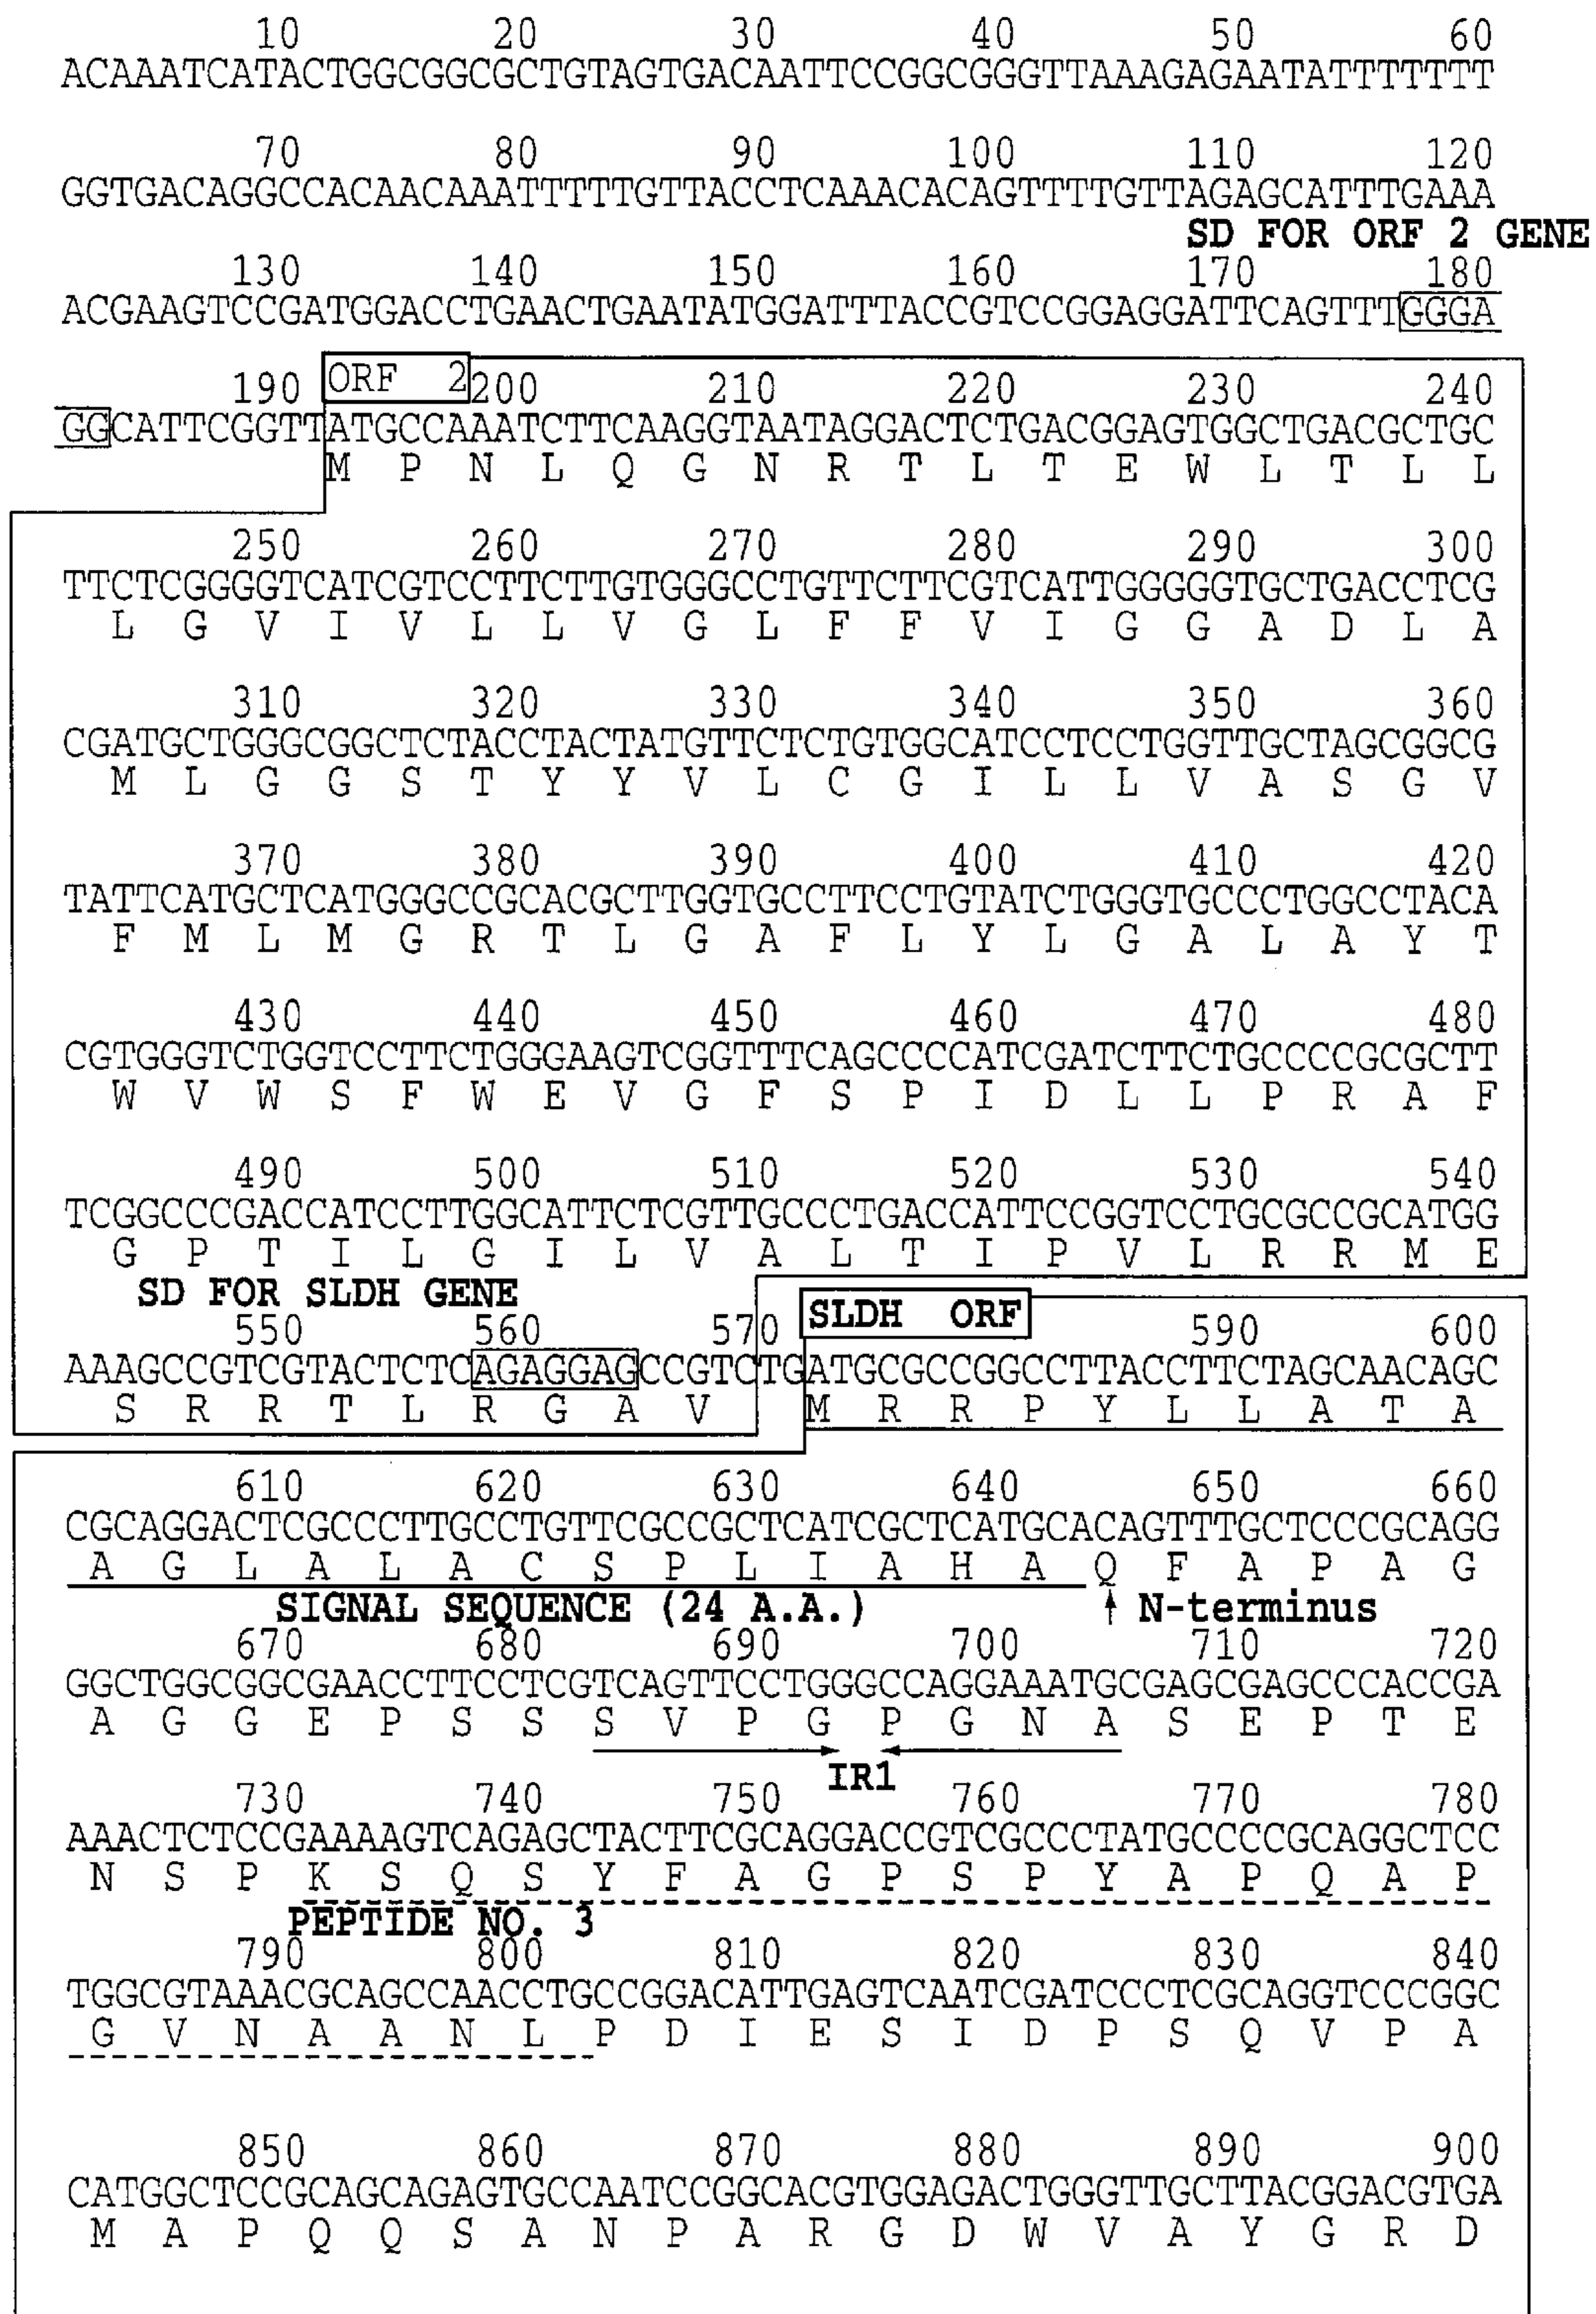 10 20 30 40 50 60
ACAAATCATACTGGCGGCGCTGTAGTGACAATTCCGGCGGGTTAAAGAGAATATTTTTTT
70 80 90 100 110 120
GGTGACAGGCCACAACAAATTTTTGTTACCTCAAACACAGTTTTGTTAGAGCATTTGAAA
SD FOR ORF 2 GENE
130 140 150 160 170 180
ACGAAGTCCGATGGACCTGAACTGAATATGGATTTACCGTCCGGAGGATTCAGTTTGGGA
190 ORF 2 200 210 220 230 240
GGCATTCGGTTATGCCAAATCTTCAAGGTAATAGGACTCTGACGGAGTGGCTGACGCTGC
M P N L Q G N R T L T E W L T L L
250 260 270 280 290 300
TTCTCGGGGTCATCGTCCTTCTTGTGGGCCTGTTCTTCGTCATTGGGGGTGCTGACCTCG
L G V I V L L V G L F F V I G G A D L A
310 320 330 340 350 360
CGATGCTGGGCGGCTCTACCTACTATGTTCTCTGTGGCATCCTCCTGGTTGCTAGCGGCG
M L G G S T Y Y V L C G I L L V A S G V
370 380 390 400 410 420
TATTCATGCTCATGGGCCGCACGCTTGGTGCCTTCCTGTATCTGGGTGCCCTGGCCTACA
F M L M G R T L G A F L Y L G A L A Y T
430 440 450 460 470 480
CGTGGGTCTGGTCCTTCTGGGAAGTCGGTTTCAGCCCCATCGATCTTCTGCCCCGCGCTT
W V W S F W E V G F S P I D L L P R A F
490 500 510 520 530 540
TCGGCCCGACCATCCTTGGCATTCTCGTTGCCCTGACCATTCCGGTCCTGCGCCGCATGG
G P T I L G I L V A L T I P V L R R M E
SD FOR SLDH GENE
550 560 570 SLDH ORF 590 600
AAAGCCGTCGTACTCTCAGAGGAGCCGTCTGATGCGCCGGCCTTACCTTCTAGCAACAGC
S R R T L R G A V M R R P Y L L A T A
610 620 630 640 650 660
CGCAGGACTCGCCCTTGCCTGTTCGCCGCTCATCGCTCATGCACAGTTTGCTCCCGCAGG
A G L A L A C S P L I A H A Q F A P A G
SIGNAL SEQUENCE (24 A.A.) ↑ N-terminus
670 680 690 700 710 720
GGCTGGCGGCGAACCTTCCTCGTCAGTTCCTGGGCCAGGAAATGCGAGCGAGCCCACCGA
A G G E P S S S V P G P G N A S E P T E
IR1
730 740 750 760 770 780
AAACTCTCCGAAAAGTCAGAGCTACTTCGCAGGACCGTCGCCCTATGCCCCGCAGGCTCC
N S P K S Q S Y F A G P S P Y A P Q A P
PEPTIDE NO. 3
790 800 810 820 830 840
TGGCGTAAACGCAGCCAACCTGCCGGACATTGAGTCAATCGATCCCTCGCAGGTCCCGGC
G V N A A N L P D I E S I D P S Q V P A
850 860 870 880 890 900
CATGGCTCCGCAGCAGAGTGCCAATCCGGCACGTGGAGACTGGGTTGCTTACGGACGTGA
M A P Q Q S A N P A R G D W V A Y G R D